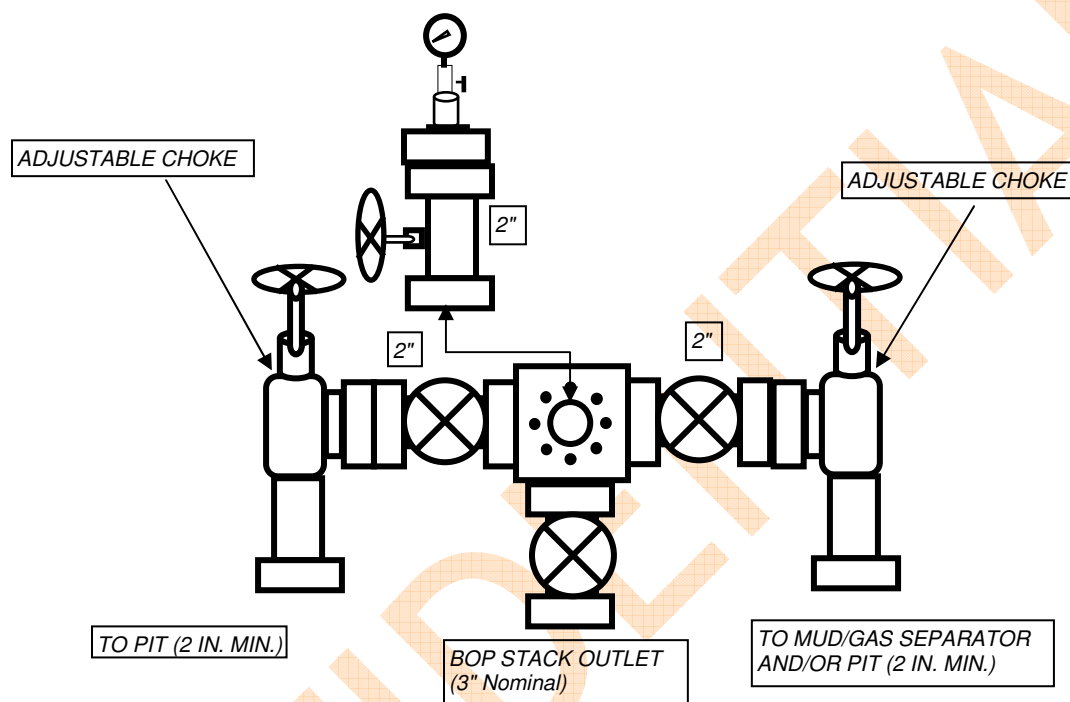 ADJUSTABLE CHOKE
ADJUSTABLE CHOKE
2"
2"
2"
TO PIT (2 IN. MIN.)
BOP STACK OUTLET
(3" Nominal)
TO MUD/GAS SEPARATOR
AND/OR PIT (2 IN. MIN.)